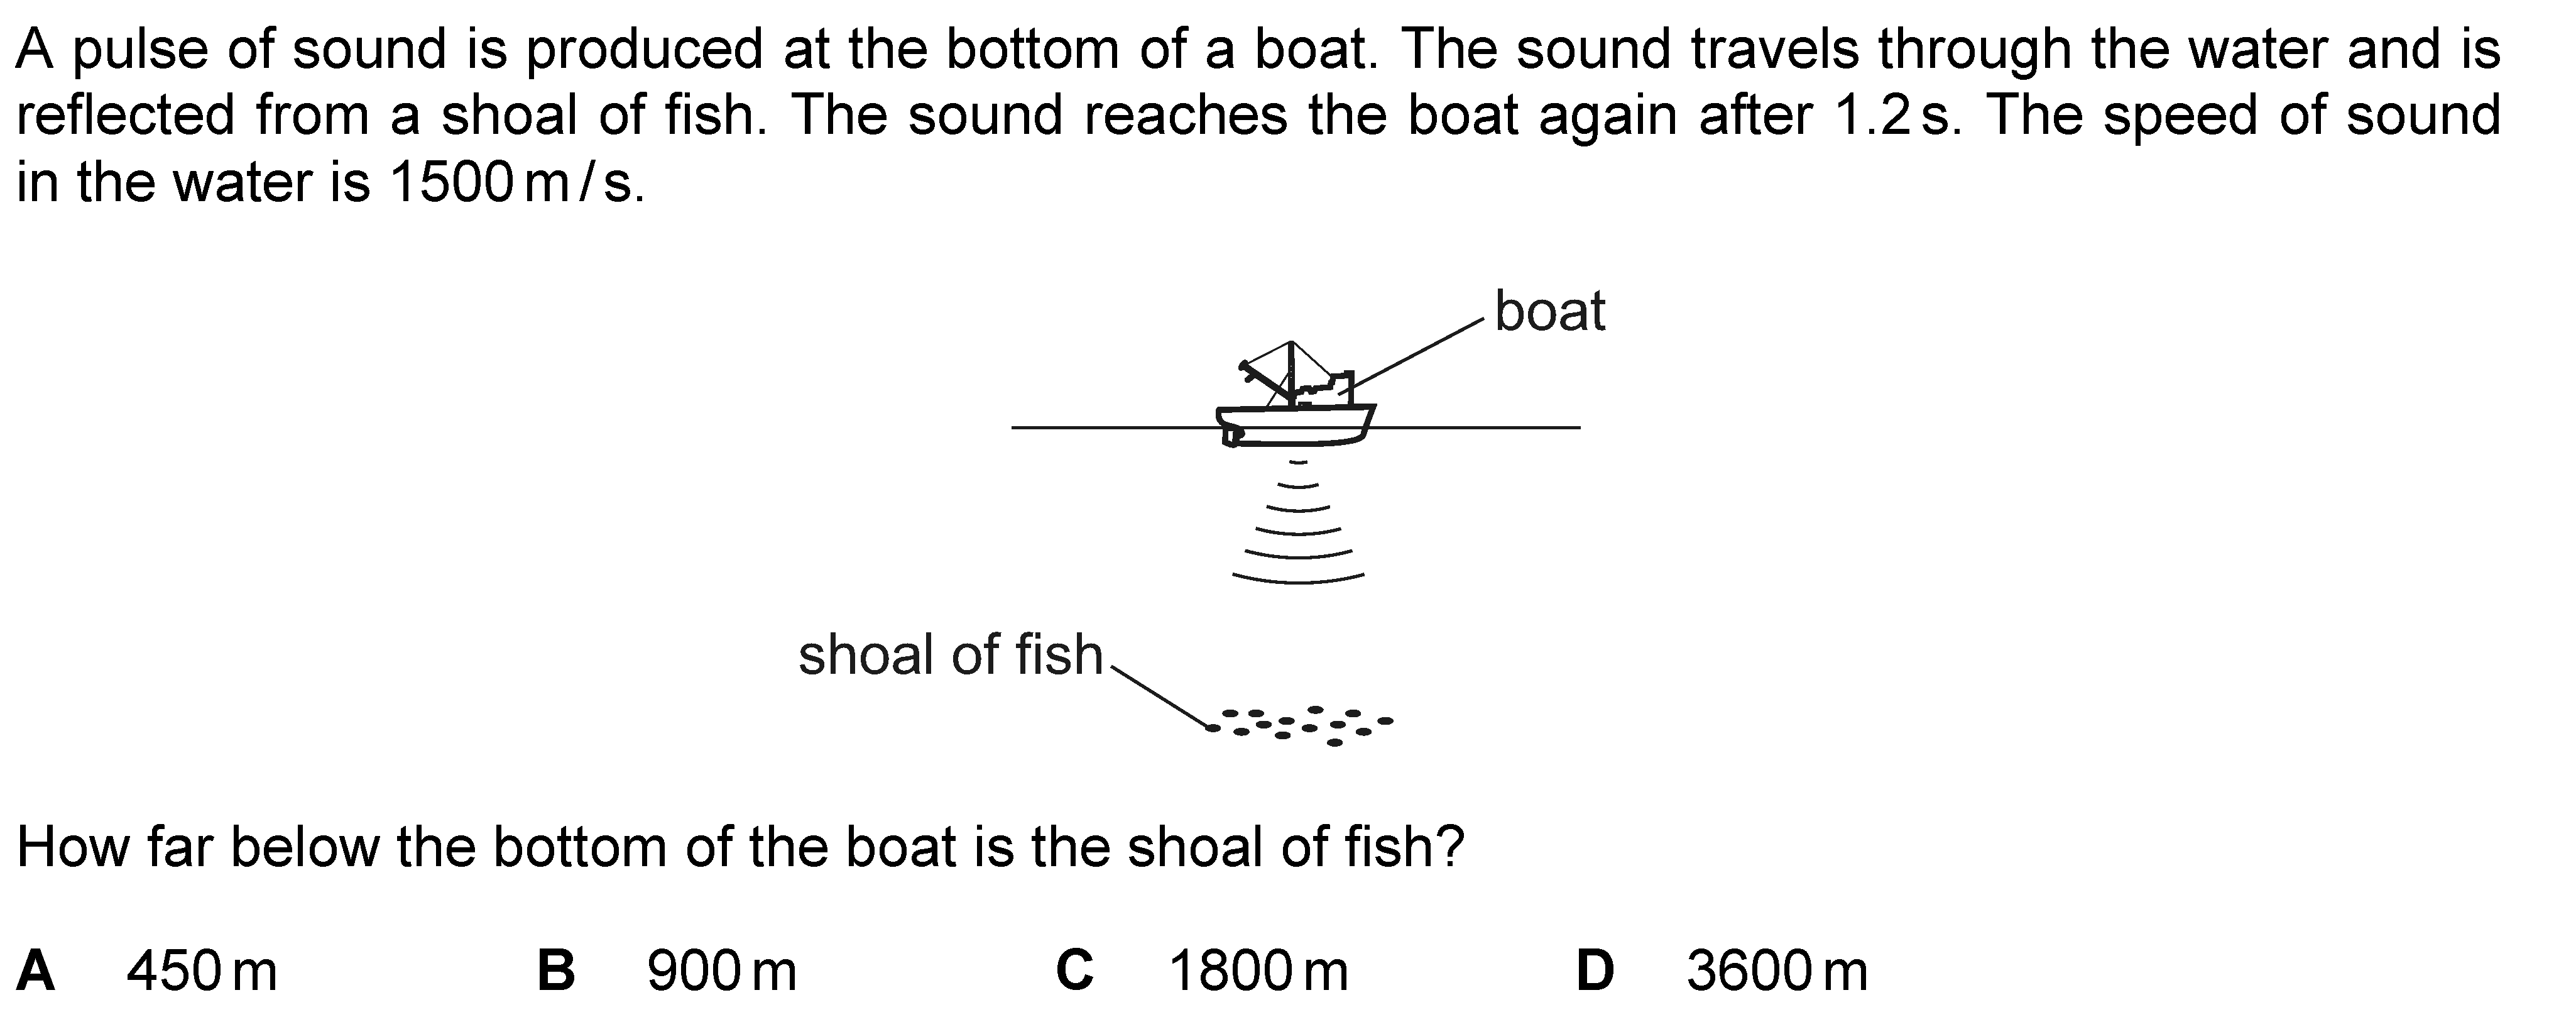 A pulse of sound is produced at the bottom of a boat. The sound travels through the water and is
reflected from a shoal of fish. The sound reaches the boat again after 1.2 s. The speed of sound
in the water is 1500 m / s.
boat
shoal of fish
How far below the bottom of the boat is the shoal of fish?
A 450 m B 900 m C 1800 m D 3600 m